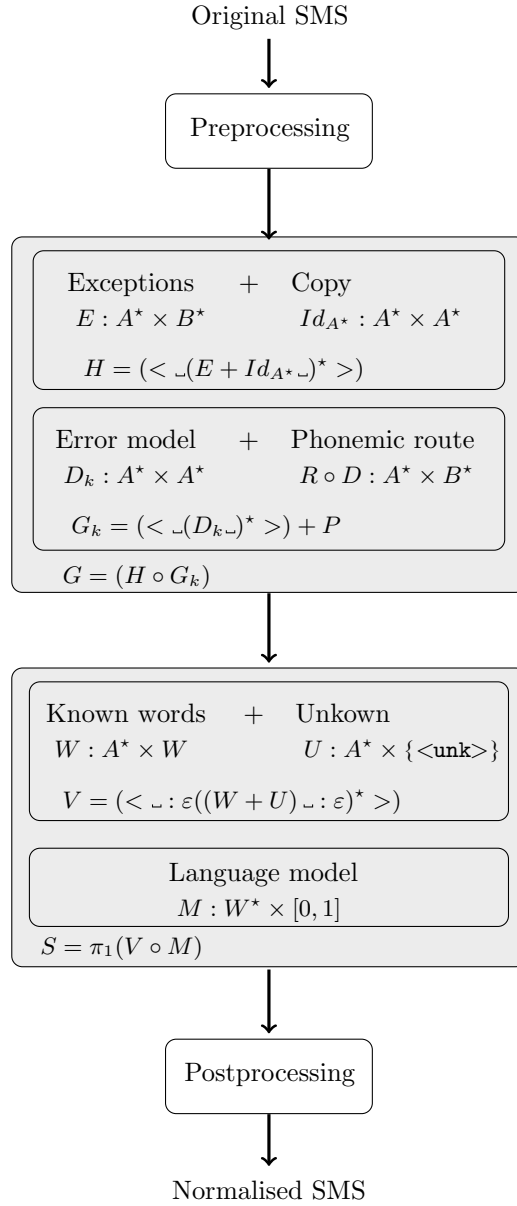 Original SMS
Preprocessing
Exceptions + Copy
E : A⋆ × B⋆ Id_{A⋆} : A⋆ × A⋆
H = (< ␣(E + Id_{A⋆}␣)⋆ >)
Error model + Phonemic route
D_k : A⋆ × A⋆ R ∘ D : A⋆ × B⋆
G_k = (< ␣(D_k␣)⋆ >) + P
G = (H ∘ G_k)
Known words + Unkown
W : A⋆ × W U : A⋆ × {<unk>}
V = (< ␣ : ε((W + U) ␣ : ε)⋆ >)
Language model
M : W⋆ × [0, 1]
S = π₁(V ∘ M)
Postprocessing
Normalised SMS